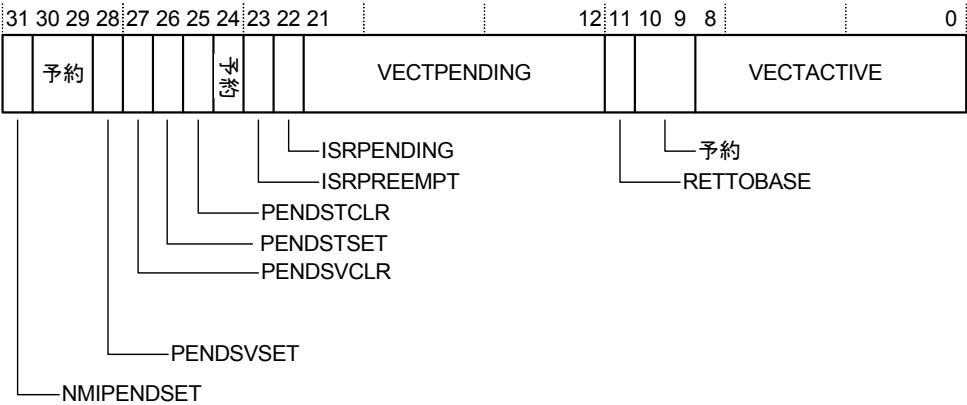 31 30 29 28 27 26 25 24 23 22 21 12 11 10 9 8 0
予約 予約 VECTPENDING VECTACTIVE
ISRPENDING 予約
ISRPREEMPT RETTOBASE
PENDSTCLR
PENDSTSET
PENDSVCLR
PENDSVSET
NMIPENDSET